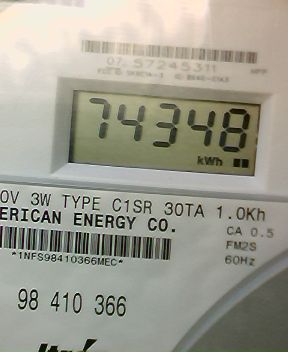 07 57245311
74348
kWh
0V 3W TYPE C1SR 30TA 1.0Kh
ERICAN ENERGY CO.
CA 0.5
FM2S
*1NFS98410366MEC*
60Hz
98 410 366